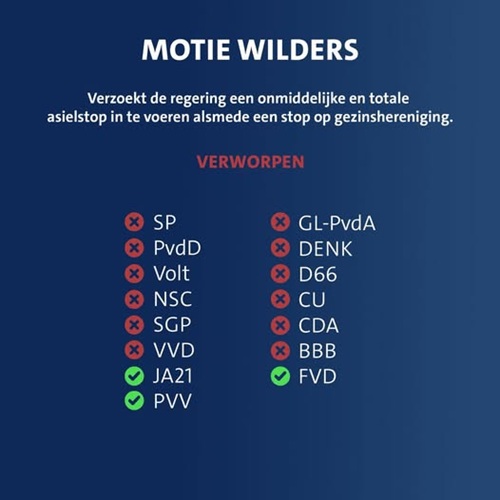 MOTIE WILDERS
Verzoekt de regering een onmiddelijke en totale
asielstop in te voeren alsmede een stop op gezinshereniging.
VERWORPEN
SP
PvdD
Volt
NSC
SGP
VVD
JA21
PVV
GL-PvdA
DENK
D66
CU
CDA
BBB
FVD